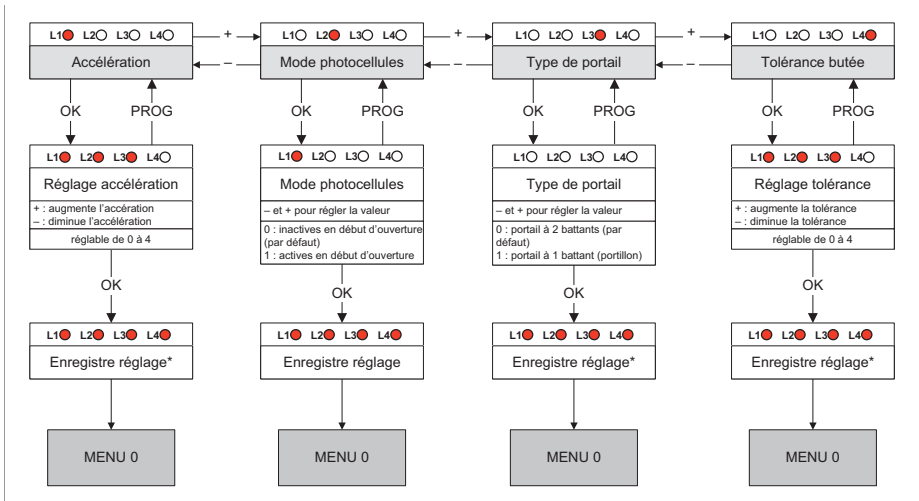 L1 L2 L3 L4
+
L1 L2 L3 L4
+
L1 L2 L3 L4
+
L1 L2 L3 L4
Accélération
–
Mode photocellules
–
Type de portail
–
Tolérance butée
OK
PROG
OK
PROG
OK
PROG
OK
PROG
L1 L2 L3 L4
Réglage accélération
+ : augmente l'accération
– : diminue l'accélération
réglable de 0 à 4
L1 L2 L3 L4
Mode photocellules
– et + pour régler la valeur
0 : inactives en début d'ouverture
(par défaut)
1 : actives en début d'ouverture
L1 L2 L3 L4
Type de portail
– et + pour régler la valeur
0 : portail à 2 battants (par
défaut)
1 : portail à 1 battant (portillon)
L1 L2 L3 L4
Réglage tolérance
+ : augmente la tolérance
– : diminue la tolérance
réglable de 0 à 4
OK
OK
OK
OK
L1 L2 L3 L4
Enregistre réglage*
L1 L2 L3 L4
Enregistre réglage
L1 L2 L3 L4
Enregistre réglage*
L1 L2 L3 L4
Enregistre réglage*
MENU 0
MENU 0
MENU 0
MENU 0